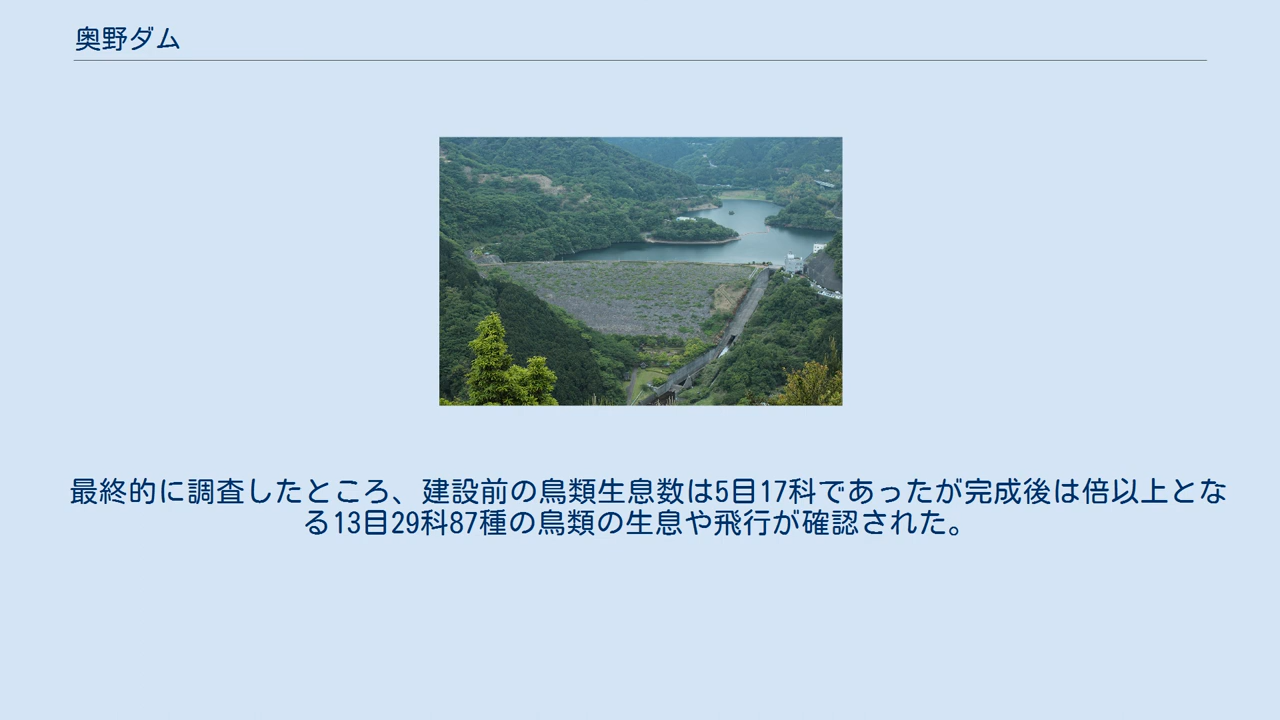 奥野ダム
最終的に調査したところ、建設前の鳥類生息数は5目17科であったが完成後は倍以上とな
る13目29科87種の鳥類の生息や飛行が確認された。